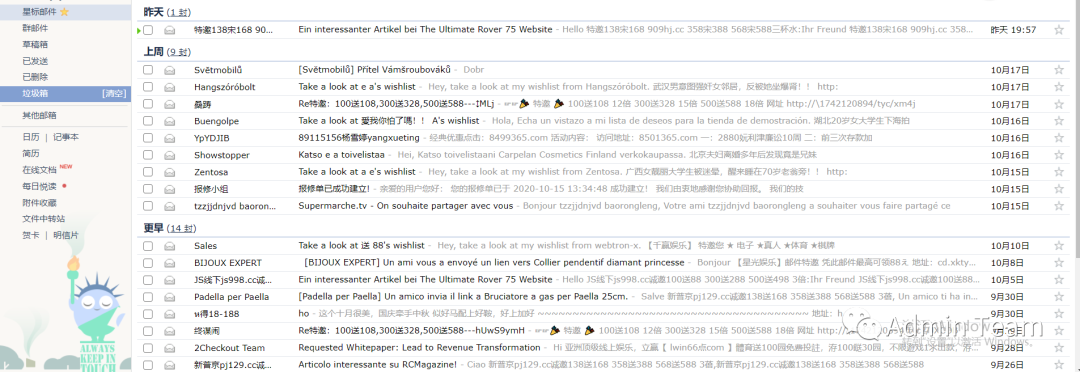 星标邮件
群邮件
草稿箱
已发送
已删除
垃圾箱 [清空]
其他邮箱
日历 | 记事本
简历
在线文档 NEW
每日悦读
附件收藏
文件中转站
贺卡 | 明信片
ALWAYS
KEEP IN
TOUCH
昨天 (1 封)
特邀138宋168 90... Ein interessanter Artikel bei The Ultimate Rover 75 Website - Hello 特邀138宋168 909hj.cc 358宋388 568宋588三杯水:Ihr Freund 特邀138宋168 909hj.cc 358... 昨天 19:57
上周 (9 封)
Světmobilů [Světmobilů] Přítel Vámšroubováků - Dobr 10月17日
Hangszóróbolt Take a look at e a's wishlist - Hey, take a look at my wishlist from Hangszóróbolt. 武汉男意图强奸女邻居，反被她坐爆肾！！ http: 10月17日
Re特邀：100送108,300送328,500送588---IMLj - 特邀 100送108 12倍 300送328 15倍 500送588 18倍 网址 http://\1742120894/tyc/xm4j 10月17日
Buengolpe Take a look at 愛我你怕了嗎！！ A's wishlist - Hola, Echa un vistazo a mi lista de deseos para la tienda de demostración. 湖北20岁女大学生下海拍 10月16日
YpYDJIB 89115156杨雪婷yangxueting - 经典优重点击：8499365.com 活动内容： 访问地址：8501365.com 一：2880妧利津廉公10周 二：前三次存款加 10月16日
Showstopper Katso e a toivelistaa - Hei, Katso toivelistaani Carpelan Cosmetics Finland verkokaupassa. 北京夫妇离婚多年后发现竟是兄妹 10月16日
Zentosa Take a look at a e's wishlist - Hey, take a look at my wishlist from Zentosa. 广西女靓丽大学生被迷晕，醒来睡在70岁老翁旁！！ http: 10月15日
报修小组 报修单已成功建立! - 亲爱的用户您好： 您的报修单已于 2020-10-15 13:34:48 成功建立！ 我们由衷地感谢您协助回报。 我们的技 10月15日
tzzjjdnjvd baoron... Supermarche.tv - On souhaite partager avec vous - Bonjour tzzjjdnjvd baorongleng, Votre ami tzzjjdnjvd baorongleng a souhaiter vous faire partagé ce 10月15日
更早 (14 封)
Sales Take a look at 送 88's wishlist - Hey, take a look at my wishlist from webtron-x. 【千赢娱乐】 特邀您 ★ 电子 ★真人 ★体育 ★棋牌 10月10日
BIJOUX EXPERT [BIJOUX EXPERT] Un ami vous a envoyé un lien vers Collier pendentif diamant princesse - Bonjour 【星元娱乐】邮件特邀 凭此邮件最高可领88元 地址：cd.xkty... 10月8日
JS线下js998.cc诚... Ein interessanter Artikel bei The Ultimate Rover 75 Website - Hello JS线下js998.cc诚邀100送88 300送288 500送498 3倍:Ihr Freund JS线下js998.cc诚邀100送88... 10月5日
Padella per Paella [Padella per Paella] Un amico invia il link a Bruciatore a gas per Paella 25cm. - Salve 新普京pj129.cc诚邀138送168 358送388 568送588 3蓓, Un amico ti ha in... 9月30日
ห得18-188 ho - 这个十月很美，国庆牵手中秋 似好马配上好鞍，好上加好 地址：h 9月30日
终谋闹 Re特邀：100送108,300送328,500送588---hUwS9ymH - 特邀 100送108 12倍 300送328 15倍 500送588 18倍 网址 9月30日
2Checkout Team Requested Whitepaper: Lead to Revenue Transformation - Hi 亚洲顶级线上娱乐，立赢【 lwin66点com 】體育送100俩免费投註，游100送30园，不限游戏1末出款，游... 9月28日
新普京pj129.cc诚... Articolo interessante su RCMagazine! - Ciao 新普京pj129.cc诚邀138送168 358送388 568送588 3蓓,新普京pj129.cc诚邀138送168 358送388 568送588 9月26日
Admin Team